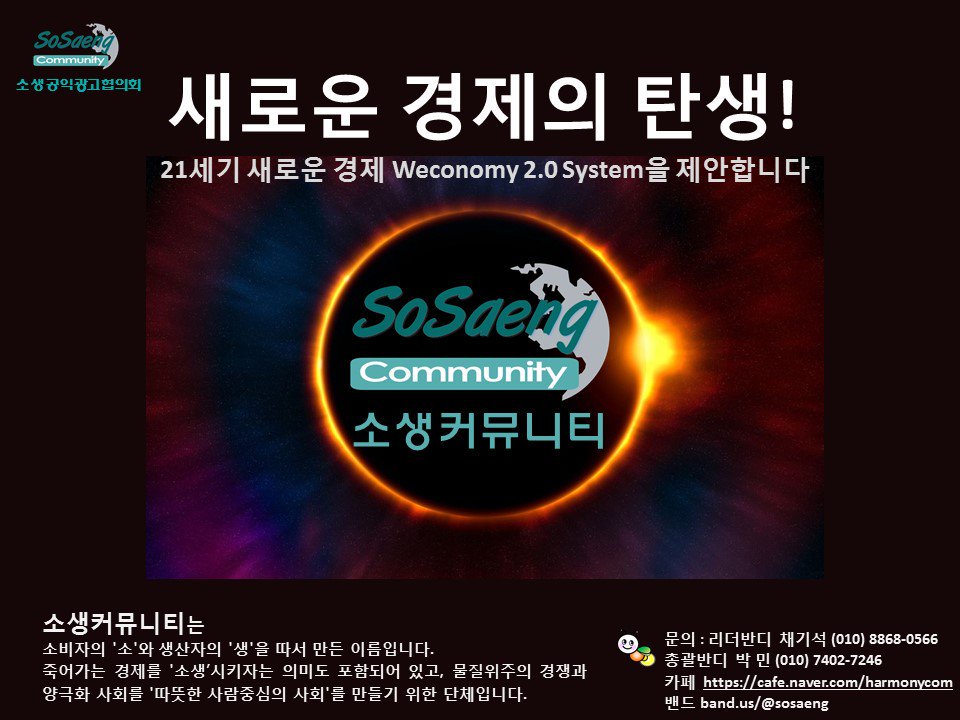 SoSaeng
Community
소생공익광고협의회
새로운 경제의 탄생!
21세기 새로운 경제 Weconomy 2.0 System을 제안합니다
SoSaeng
Community
소생커뮤니티
소생커뮤니티는
소비자의 '소'와 생산자의 '생'을 따서 만든 이름입니다.
죽어가는 경제를 '소생'시키자는 의미도 포함되어 있고, 물질위주의 경쟁과
양극화 사회를 '따뜻한 사람중심의 사회'를 만들기 위한 단체입니다.
문의 : 리더반디 채기석 (010) 8868-0566
총괄반디 박 민 (010) 7402-7246
카페 https://cafe.naver.com/harmonycom
밴드 band.us/@sosaeng